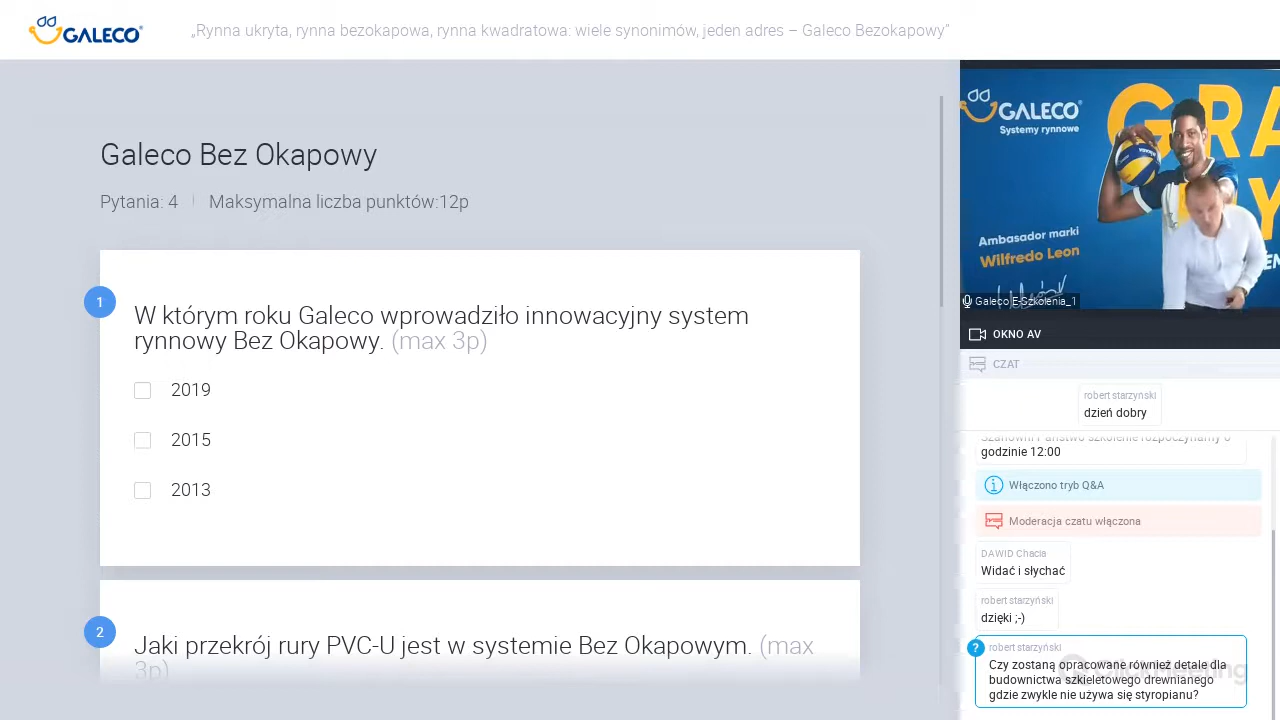 GALECO
„Rynna ukryta, rynna bezokapowa, rynna kwadratowa: wiele synonimów, jeden adres – Galeco Bezokapowy”
Galeco Bez Okapowy
Pytania: 4
Maksymalna liczba punktów:12p
1
W którym roku Galeco wprowadziło innowacyjny system
rynnowy Bez Okapowy. (max 3p)
2019
2015
2013
2
Jaki przekrój rury PVC-U jest w systemie Bez Okapowym. (max
3p)
GALECO
Systemy rynnowe
GRA
Ambasador marki
Wilfredo Leon
Galeco E-Szkolenia_1
OKNO AV
CZAT
robert starzyński
dzień dobry
Szanowni Państwo szkolenie rozpoczynamy o
godzinie 12:00
Włączono tryb Q&A
Moderacja czatu włączona
DAWID Chacia
Widać i słychać
robert starzyński
dzięki ;-)
?
robert starzyński
Czy zostaną opracowane również detale dla
budownictwa szkieletowego drewnianego
gdzie zwykle nie używa się styropianu?